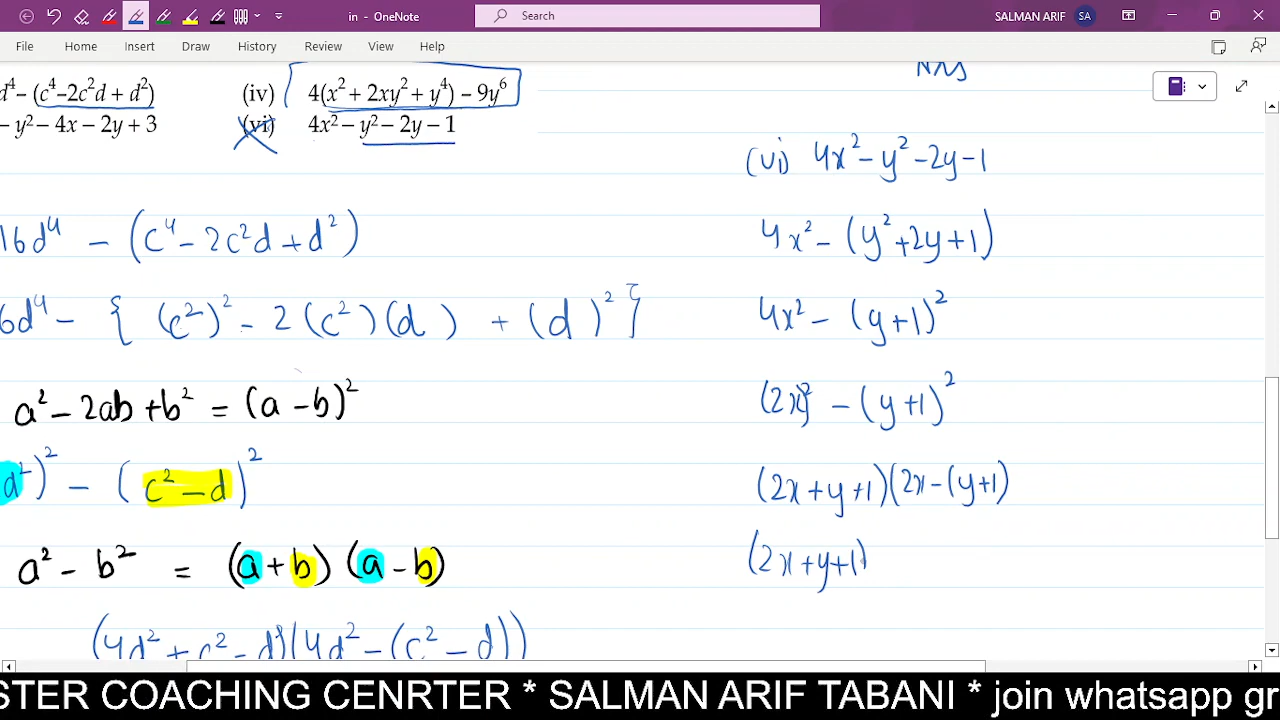 in - OneNote
Search
SALMAN ARIF SA
File Home Insert Draw History Review View Help
d⁴ – (c⁴ –2c²d + d²) (iv) 4(x² + 2xy² + y⁴) – 9y⁶
– y² – 4x – 2y + 3 (vi) 4x² – y² – 2y – 1
(vi) 4x² – y² – 2y – 1
16d⁴ – (c⁴ – 2c²d + d²)
4x² – (y² + 2y + 1)
6d⁴ – { (c²)² – 2(c²)(d) + (d)² }
4x² – (y + 1)²
a² – 2ab + b² = (a – b)²
(2x)² – (y + 1)²
d²)² – (c² – d)²
(2x + y + 1)(2x – (y + 1)
a² – b² = (a + b) (a – b)
(2x + y + 1)
(4d² + c² – d)(4d² – (c² – d))
STER COACHING CENRTER * SALMAN ARIF TABANI * join whatsapp gr